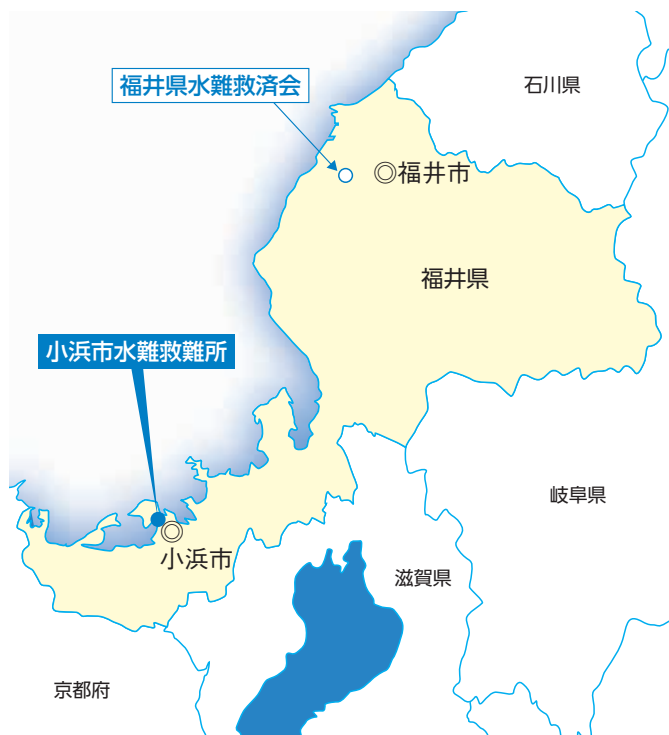 福井県水難救済会
石川県
◎福井市
福井県
小浜市水難救難所
岐阜県
◎
小浜市
滋賀県
京都府